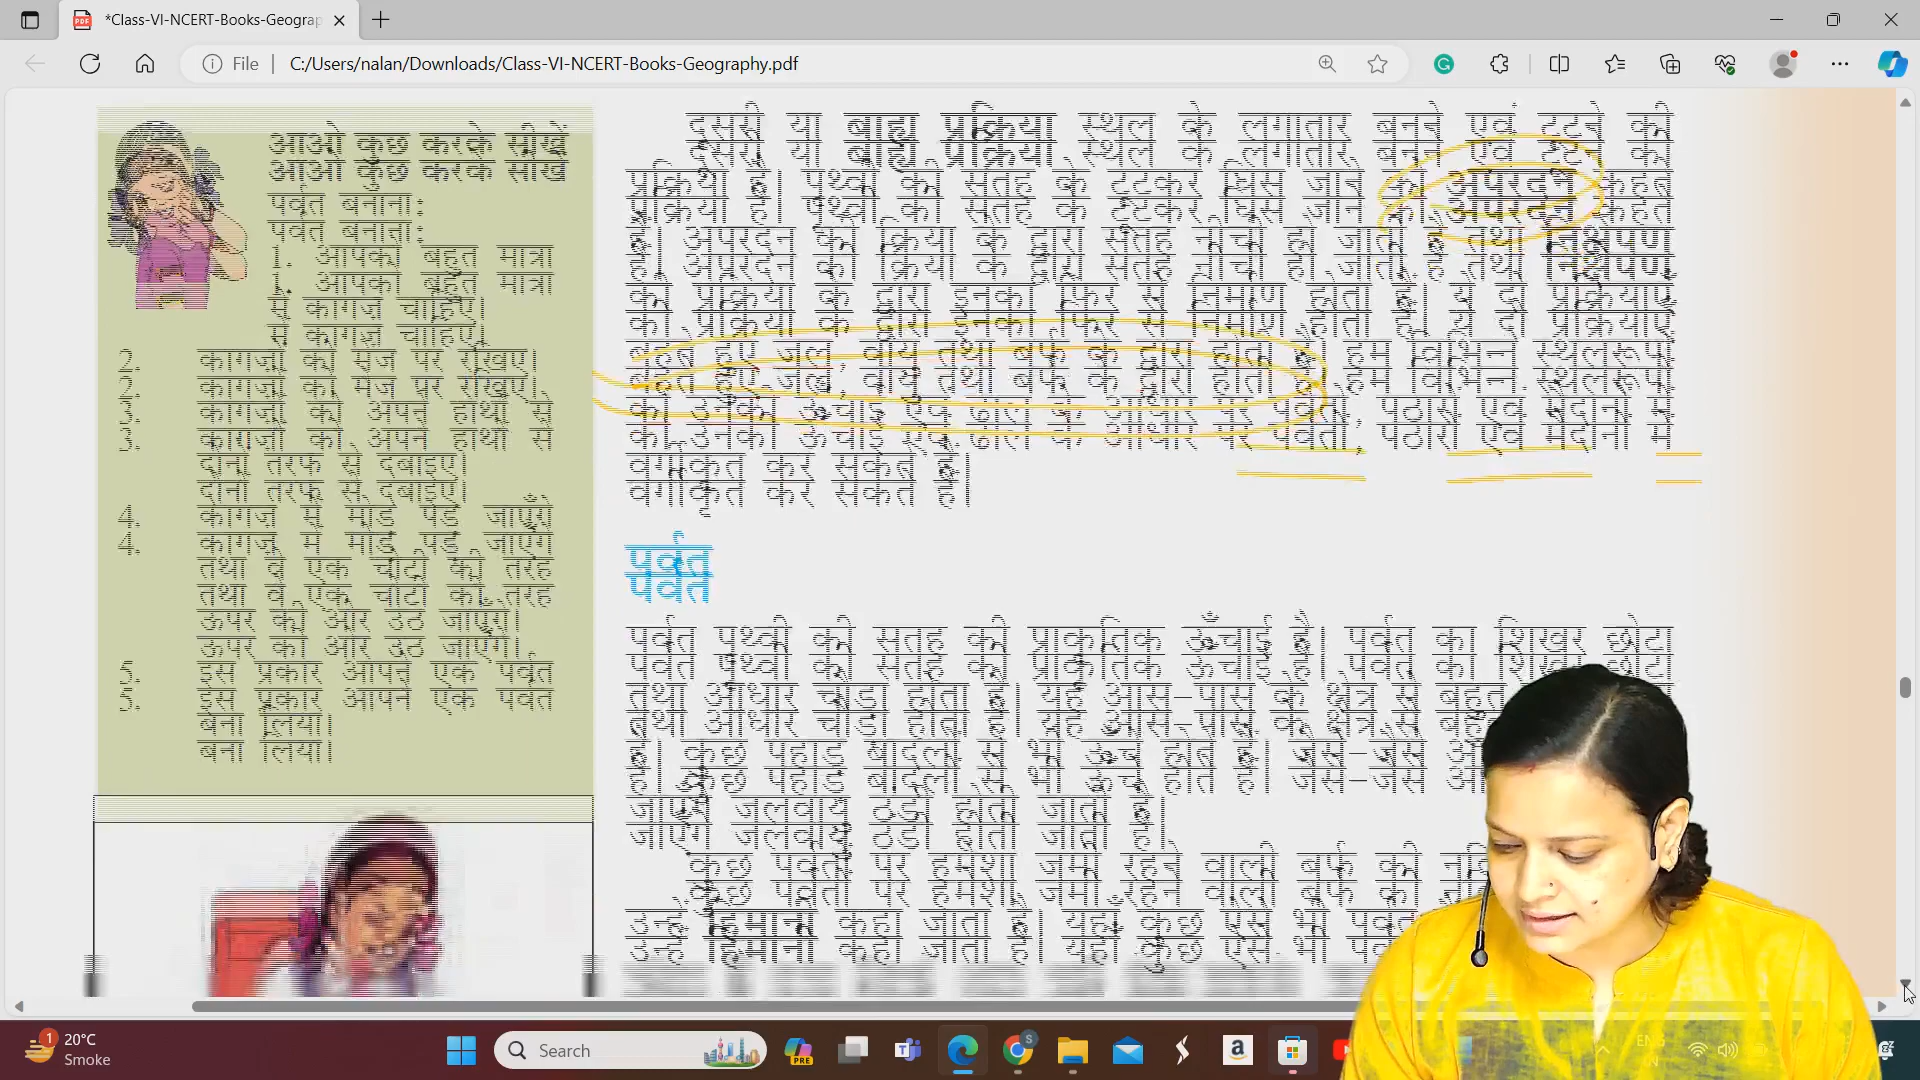 *Class-VI-NCERT-Books-Geograp
File
C:/Users/nalan/Downloads/Class-VI-NCERT-Books-Geography.pdf
आओ कुछ करके सीखें
पर्वत बनाना :
1. आपको बहुत मात्रा
में कागज़ चाहिए।
2. कागज़ों को मेज पर रखिए।
3. कागज़ों को अपने हाथों से
दोनों तरफ से दबाइए।
4. कागज़ में मोड़ पड़ जाएँगे
तथा वे एक चोटी की तरह
ऊपर की ओर उठ जाएँगे।
5. इस प्रकार आपने एक पर्वत
बना लिया।
दूसरी या बाह्य प्रक्रिया स्थल के लगातार बनने एवं टूटने की
प्रक्रिया है। पृथ्वी की सतह के टूटकर घिस जाने को अपरदन कहते
हैं। अपरदन की क्रिया के द्वारा सतह नीची हो जाती है तथा निक्षेपण
की प्रक्रिया के द्वारा इनका फिर से निर्माण होता है। ये दो प्रक्रियाएँ
बहते हुए जल, वायु तथा बर्फ के द्वारा होती हैं। हम विभिन्न स्थलरूपों
को उनकी ऊँचाई एवं ढाल के आधार पर पर्वतों, पठारों एवं मैदानों में
वर्गीकृत कर सकते हैं।
पर्वत
पर्वत पृथ्वी की सतह की प्राकृतिक ऊँचाई है। पर्वत का शिखर छोटा
तथा आधार चौड़ा होता है। यह आस-पास के क्षेत्र से बहुत
है। कुछ पहाड़ बादलों से भी ऊँचे होते हैं। जैसे-जैसे
जाएँगे जलवायु ठंडी होती जाती है।
कुछ पर्वतों पर हमेशा जमी रहने वाली बर्फ की
उन्हें हिमानी कहा जाता है। यहाँ कुछ ऐसे भी
1
20°C
Smoke
Search
PRE
ENG
IN